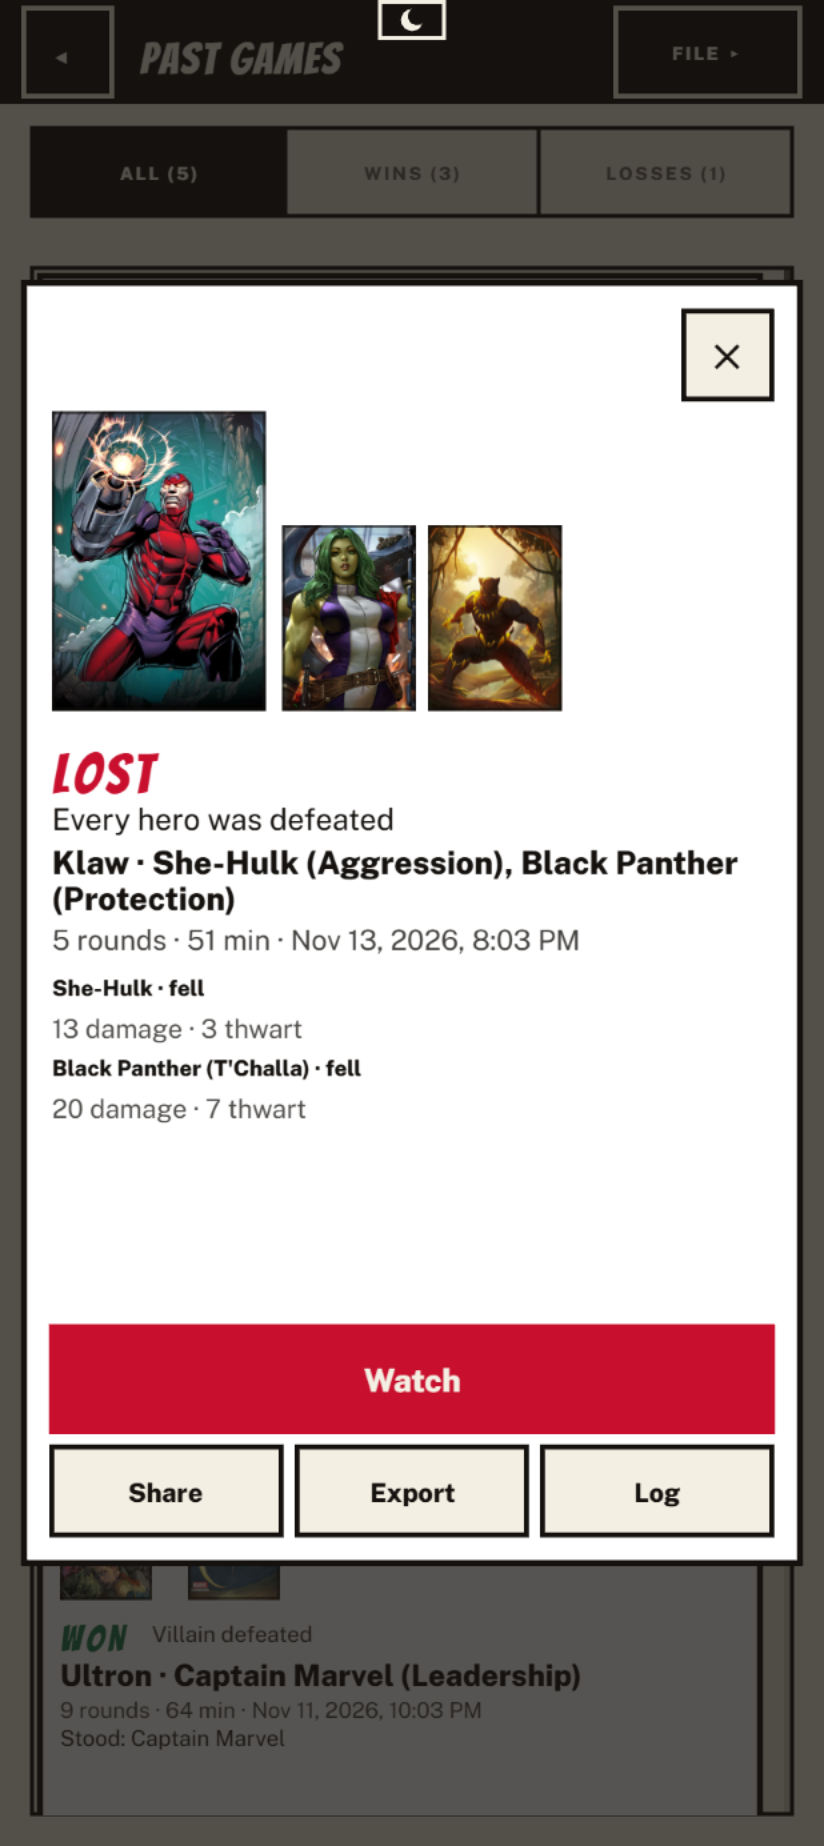 PAST GAMES
FILE ▸
ALL (5)
WINS (3)
LOSSES (1)
LOST
Every hero was defeated
Klaw · She-Hulk (Aggression), Black Panther
(Protection)
5 rounds · 51 min · Nov 13, 2026, 8:03 PM
She-Hulk · fell
13 damage · 3 thwart
Black Panther (T'Challa) · fell
20 damage · 7 thwart
Watch
Share
Export
Log
WON Villain defeated
Ultron · Captain Marvel (Leadership)
9 rounds · 64 min · Nov 11, 2026, 10:03 PM
Stood: Captain Marvel